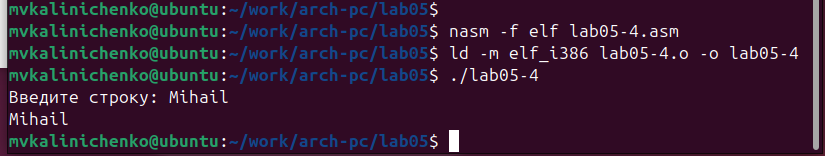 mvkalinichenko@ubuntu:~/work/arch-pc/lab05$
mvkalinichenko@ubuntu:~/work/arch-pc/lab05$ nasm -f elf lab05-4.asm
mvkalinichenko@ubuntu:~/work/arch-pc/lab05$ ld -m elf_i386 lab05-4.o -o lab05-4
mvkalinichenko@ubuntu:~/work/arch-pc/lab05$ ./lab05-4
Введите строку: Mihail
Mihail
mvkalinichenko@ubuntu:~/work/arch-pc/lab05$